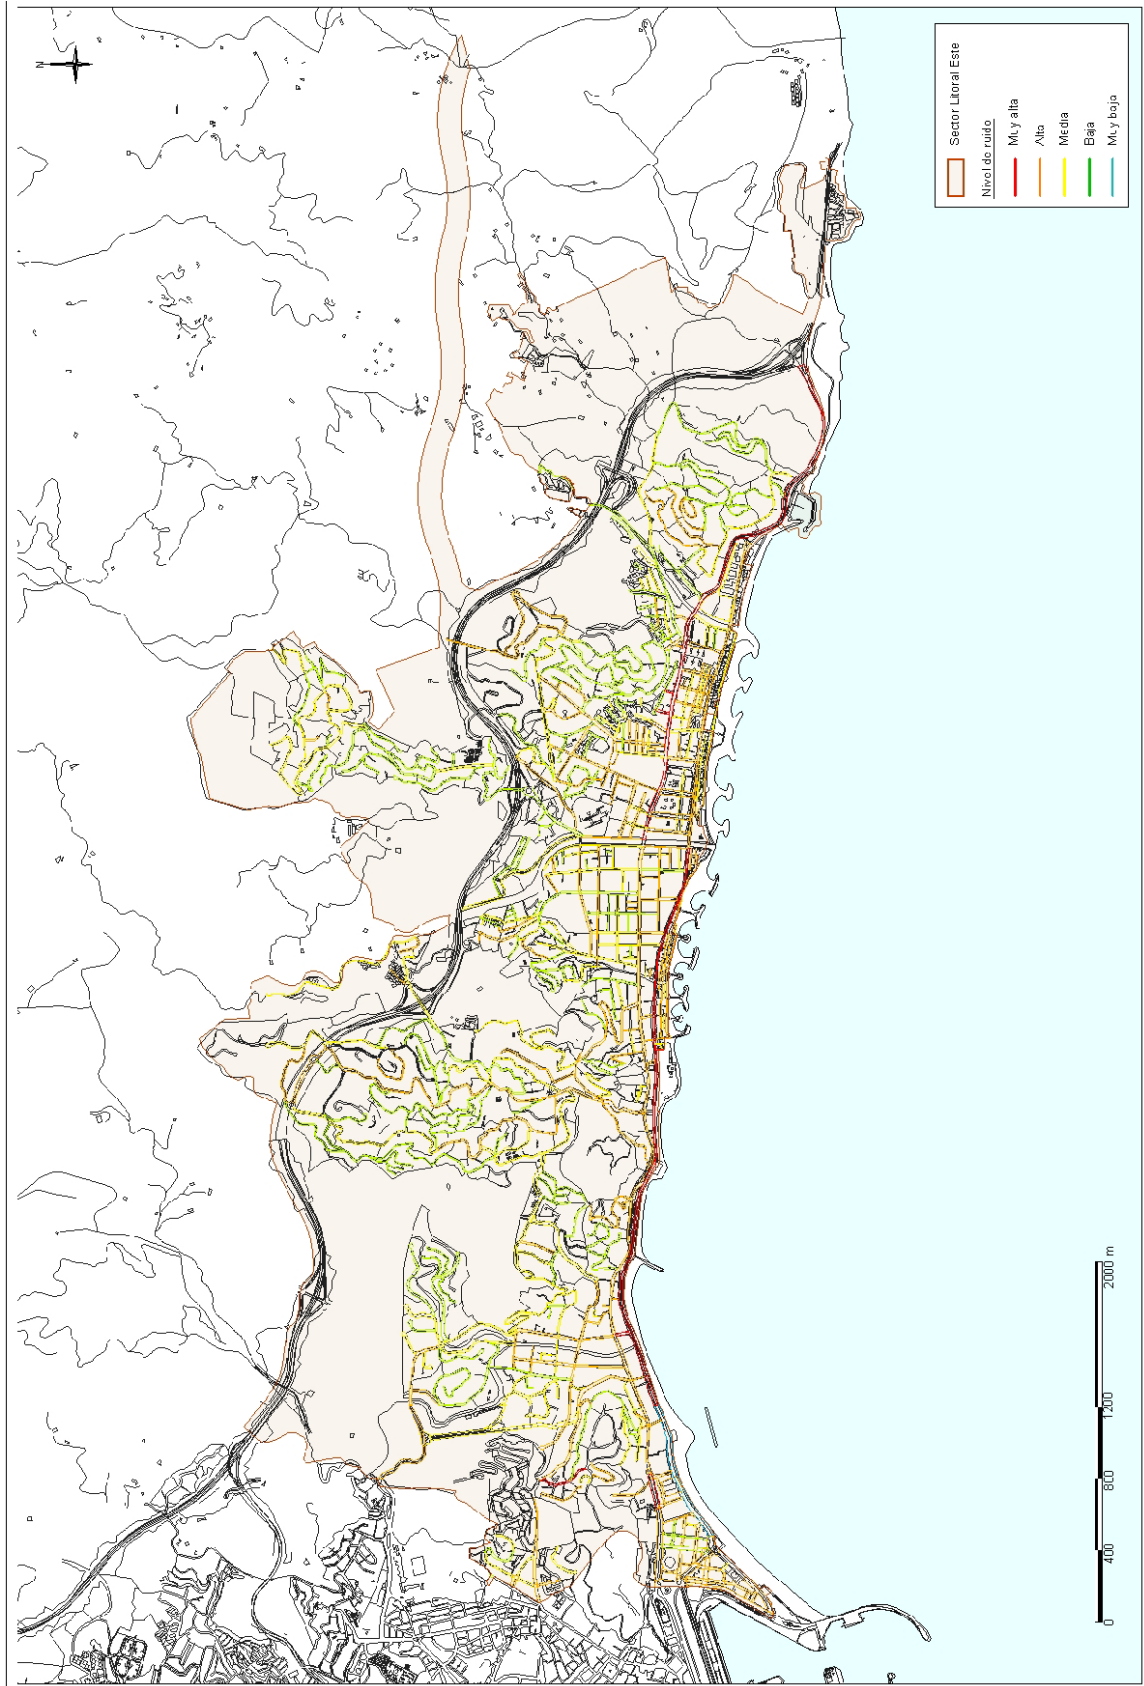 N
Sector Litoral Este
Nivel de ruido
Muy alta
Alta
Media
Baja
Muy baja
0 400 800 1200 2000 m